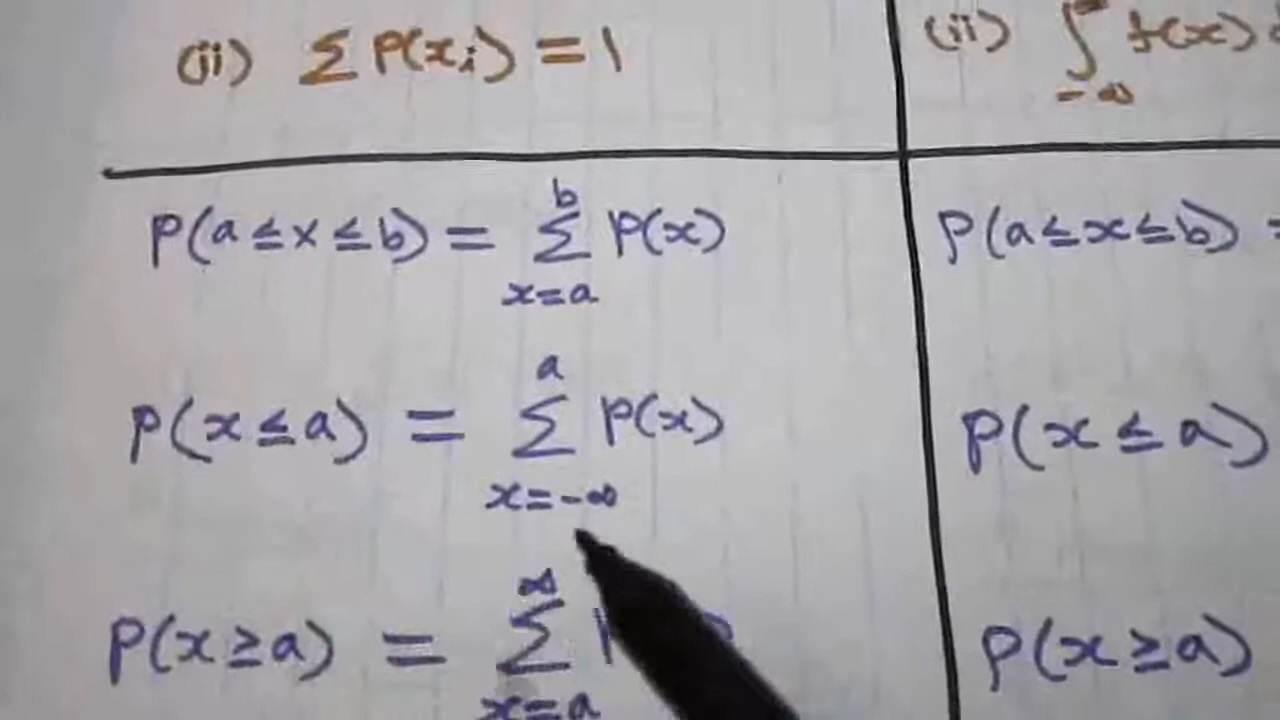 (ii) Σ P(xᵢ) = 1
P(a ≤ x ≤ b) = Σ P(x)
b
x=a
P(x ≤ a) = Σ P(x)
a
x=-∞
P(x ≥ a) = Σ P
∞
x=a
(ii) ∫ f(x)
-∞
P(a ≤ x ≤ b) =
P(x ≤ a)
P(x ≥ a)